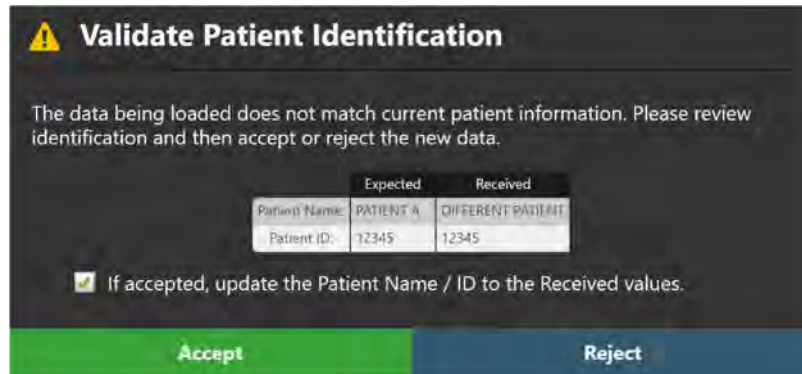 Validate Patient Identification
The data being loaded does not match current patient information. Please review
identification and then accept or reject the new data.
Expected Received
Patient Name: PATIENT A DIFFERENT PATIENT
Patient ID: 12345 12345
If accepted, update the Patient Name / ID to the Received values.
Accept Reject